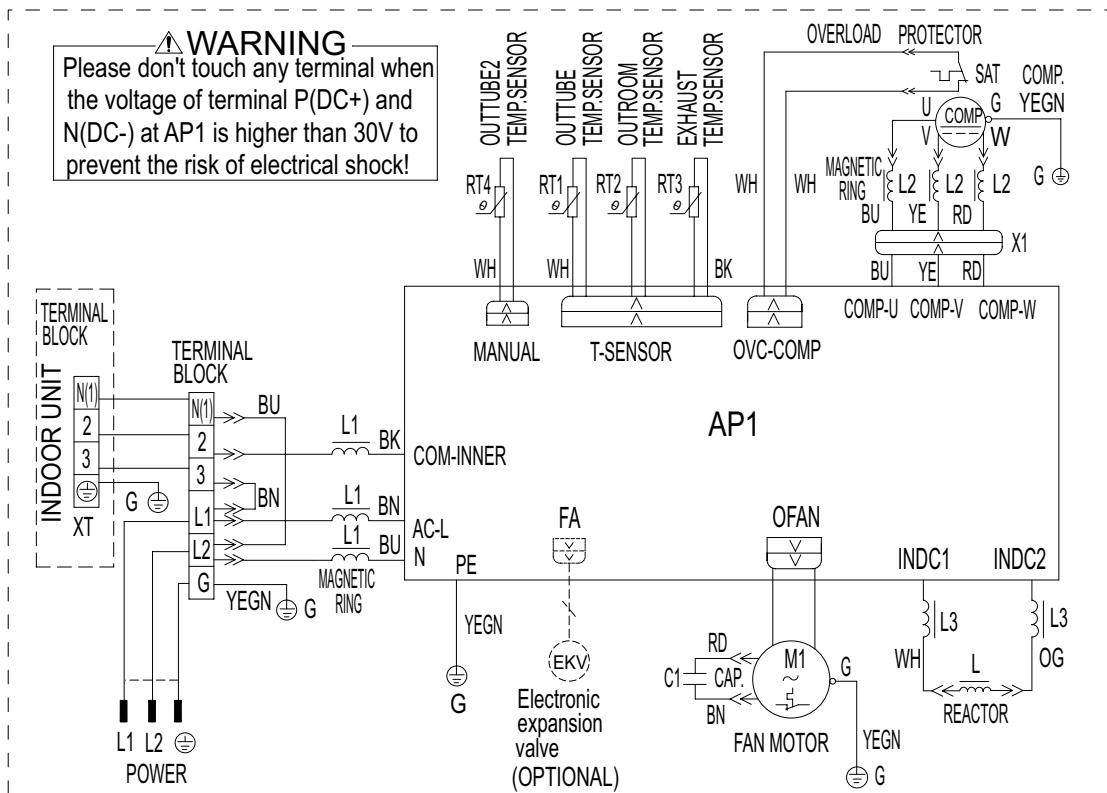 WARNING
Please don't touch any terminal when
the voltage of terminal P(DC+) and
N(DC-) at AP1 is higher than 30V to
prevent the risk of electrical shock!
OUTTUBE2
TEMP.SENSOR
OUTTUBE
TEMP.SENSOR
OUTROOM
TEMP.SENSOR
EXHAUST
TEMP.SENSOR
RT4
θ
RT1
θ
RT2
θ
RT3
θ
WH
WH
BK
WH
WH
OVERLOAD PROTECTOR
SAT
COMP.
YEGN
U
V
COMP
G
W
G
MAGNETIC
RING
L2
L2
L2
BU
YE
RD
X1
BU
YE
RD
COMP-U
COMP-V
COMP-W
MANUAL
T-SENSOR
OVC-COMP
AP1
INDOOR UNIT
TERMINAL
BLOCK
N(1)
2
3
XT
G
TERMINAL
BLOCK
N(1)
2
3
L1
L2
G
BU
BN
YEGN
G
L1
BK
COM-INNER
L1
BN
AC-L
L1
BU
N
MAGNETIC
RING
PE
YEGN
G
L1
L2
POWER
FA
EKV
Electronic
expansion
valve
(OPTIONAL)
OFAN
RD
C1
CAP.
BN
M1
~
G
FAN MOTOR
YEGN
G
INDC1
INDC2
L3
L3
WH
OG
L
REACTOR